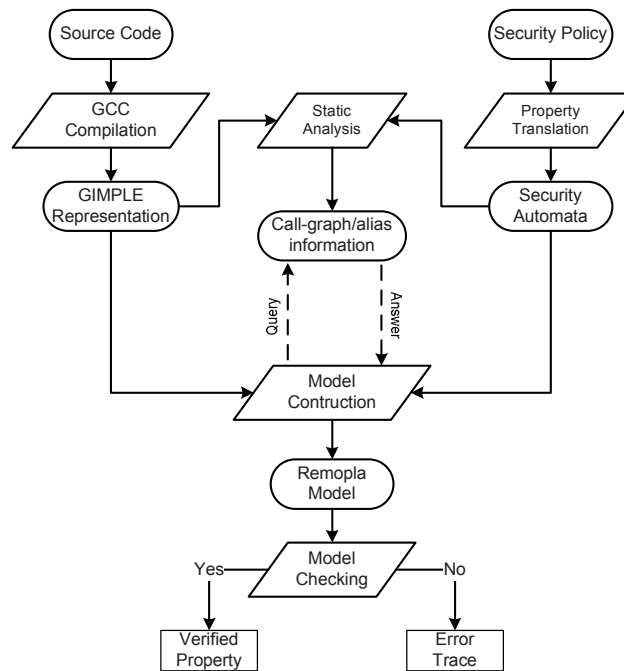 Source Code
Security Policy
GCC
Compilation
Static
Analysis
Property
Translation
GIMPLE
Representation
Security
Automata
Call-graph/alias
information
Query
Answer
Model
Contruction
Remopla
Model
Model
Checking
Yes
No
Verified
Property
Error
Trace